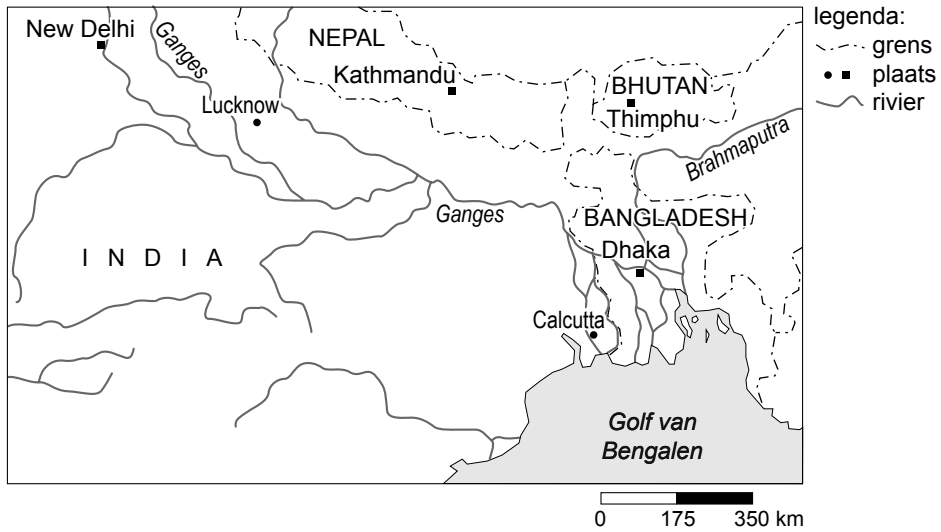 New Delhi
Ganges
NEPAL
Kathmandu
Lucknow
BHUTAN
Thimphu
Brahmaputra
Ganges
BANGLADESH
Dhaka
INDIA
Calcutta
Golf van
Bengalen
legenda:
grens
plaats
rivier
0 175 350 km